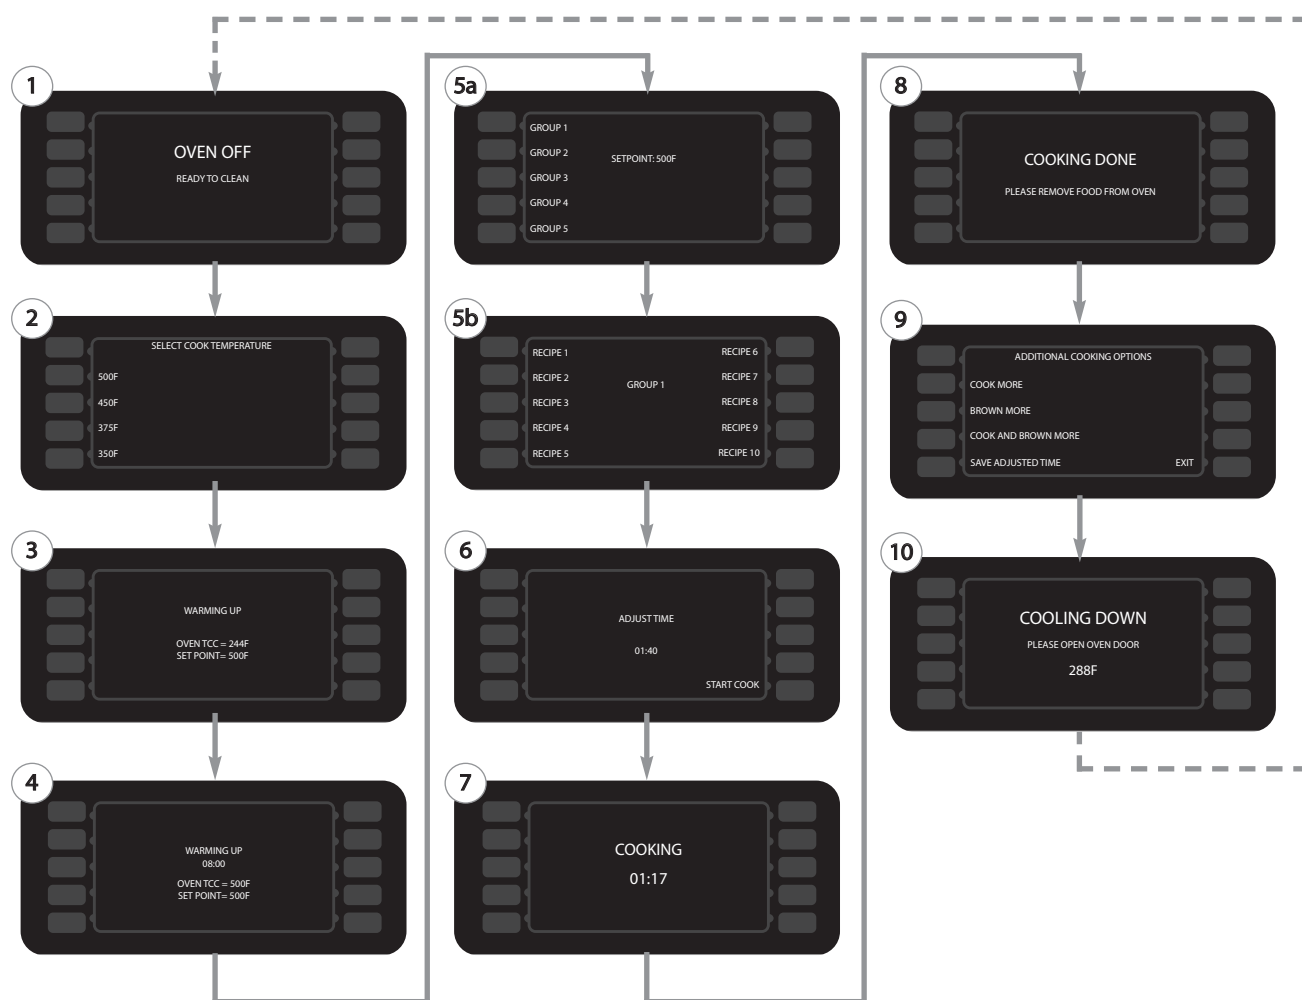 1
OVEN OFF
READY TO CLEAN
2
SELECT COOK TEMPERATURE
500F
450F
375F
350F
3
WARMING UP
OVEN TCC = 244F
SET POINT= 500F
4
WARMING UP
08:00
OVEN TCC = 500F
SET POINT= 500F
5a
GROUP 1
GROUP 2
SETPOINT: 500F
GROUP 3
GROUP 4
GROUP 5
5b
RECIPE 1 RECIPE 6
RECIPE 2 RECIPE 7
GROUP 1
RECIPE 3 RECIPE 8
RECIPE 4 RECIPE 9
RECIPE 5 RECIPE 10
6
ADJUST TIME
01:40
START COOK
7
COOKING
01:17
8
COOKING DONE
PLEASE REMOVE FOOD FROM OVEN
9
ADDITIONAL COOKING OPTIONS
COOK MORE
BROWN MORE
COOK AND BROWN MORE
SAVE ADJUSTED TIME EXIT
10
COOLING DOWN
PLEASE OPEN OVEN DOOR
288F